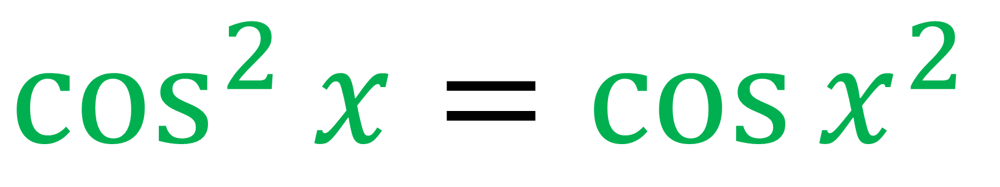 cos² x = cos x²